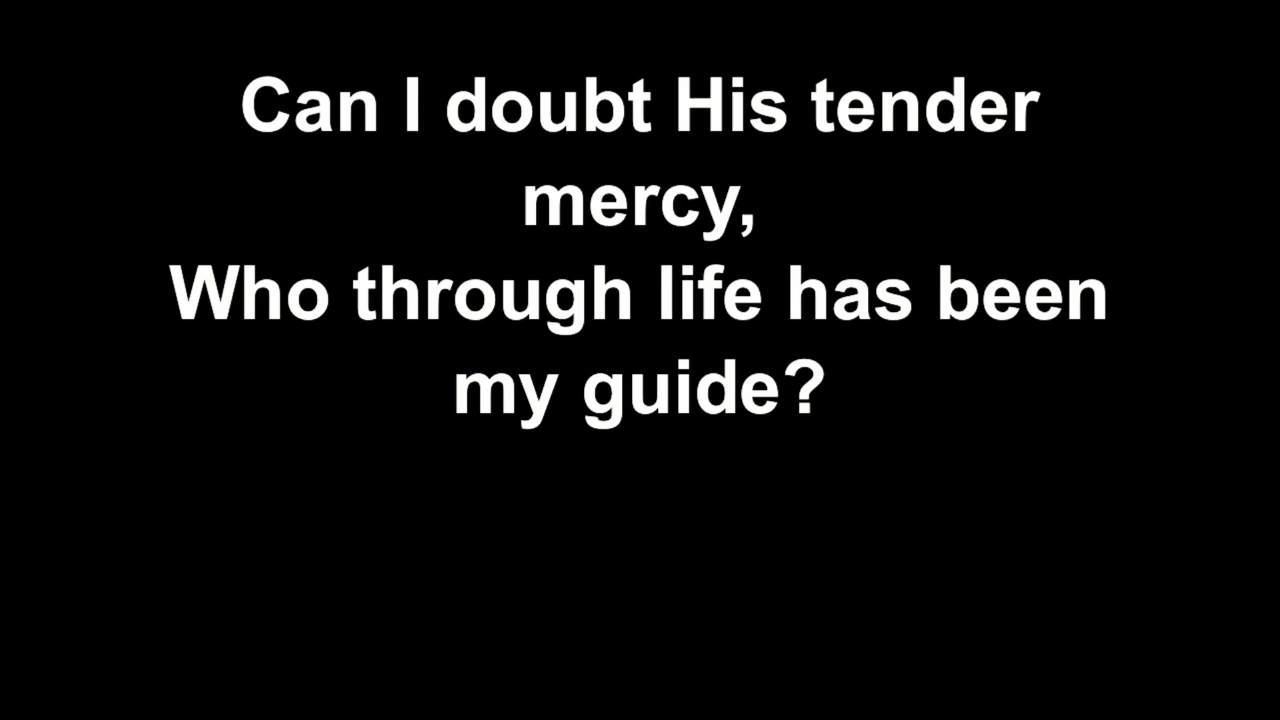 Can I doubt His tender
mercy,
Who through life has been
my guide?